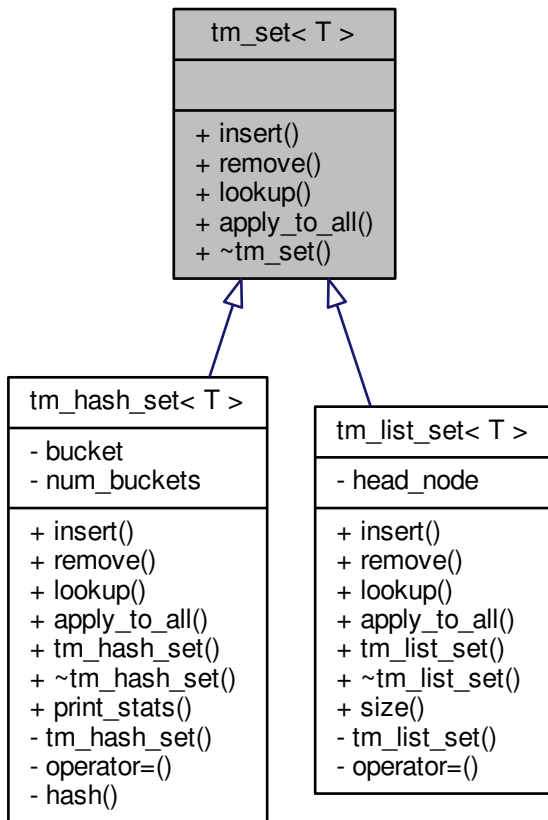 tm_set< T >
+ insert()
+ remove()
+ lookup()
+ apply_to_all()
+ ~tm_set()
tm_hash_set< T >
- bucket
- num_buckets
+ insert()
+ remove()
+ lookup()
+ apply_to_all()
+ tm_hash_set()
+ ~tm_hash_set()
+ print_stats()
- tm_hash_set()
- operator=()
- hash()
tm_list_set< T >
- head_node
+ insert()
+ remove()
+ lookup()
+ apply_to_all()
+ tm_list_set()
+ ~tm_list_set()
+ size()
- tm_list_set()
- operator=()